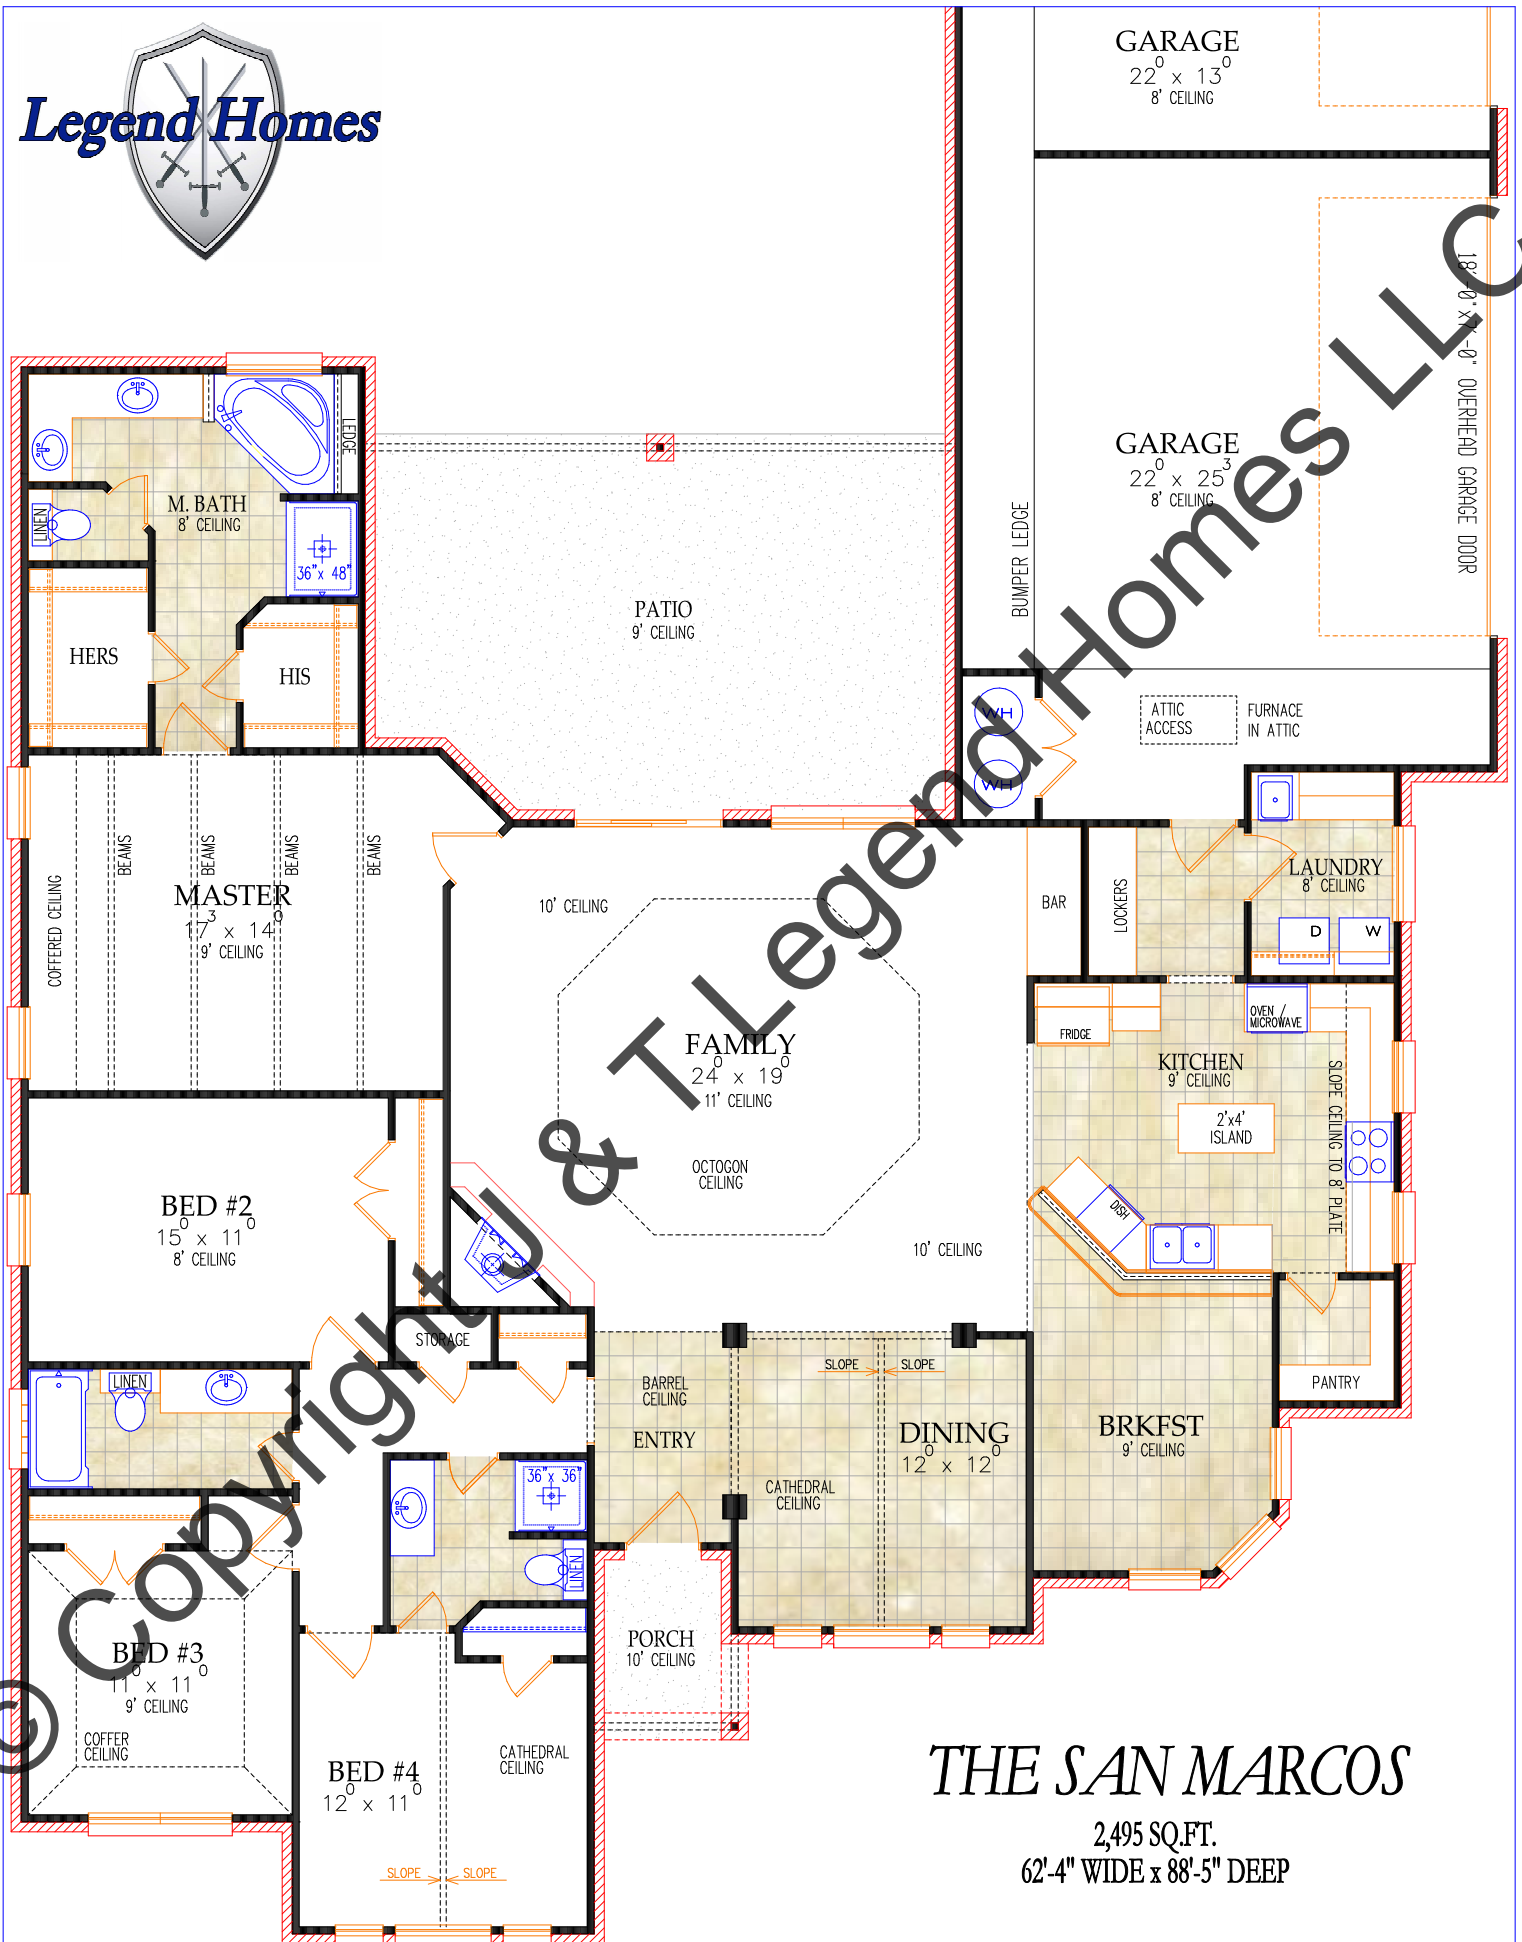 Legend Homes
GARAGE
22⁰ x 13⁰
8' CEILING
18'-0"x7'-0" OVERHEAD GARAGE DOOR
GARAGE
22⁰ x 25³
8' CEILING
BUMPER LEDGE
LEDGE
M. BATH
8' CEILING
LINEN
36"x 48"
HERS
HIS
PATIO
9' CEILING
WH
WH
ATTIC
ACCESS
FURNACE
IN ATTIC
COFFERED CEILING
BEAMS
BEAMS
BEAMS
BEAMS
MASTER
17³ x 14⁰
9' CEILING
10' CEILING
BAR
LOCKERS
LAUNDRY
8' CEILING
D
W
FAMILY
24⁰ x 19⁰
11' CEILING
OCTOGON
CEILING
10' CEILING
FRIDGE
OVEN /
MICROWAVE
KITCHEN
9' CEILING
2'x4'
ISLAND
SLOPE CEILING TO 8' PLATE
DISH
BED #2
15⁰ x 11⁰
8' CEILING
STORAGE
LINEN
BARREL
CEILING
ENTRY
SLOPE
SLOPE
DINING
12⁰ x 12⁰
CATHEDRAL
CEILING
BRKFST
9' CEILING
PANTRY
36"x 36"
LINEN
BED #3
11⁰ x 11⁰
9' CEILING
COFFER
CEILING
PORCH
10' CEILING
BED #4
12⁰ x 11⁰
CATHEDRAL
CEILING
SLOPE
SLOPE
THE SAN MARCOS
2,495 SQ.FT.
62'-4" WIDE x 88'-5" DEEP
© Copyright J & T Legend Homes LLC